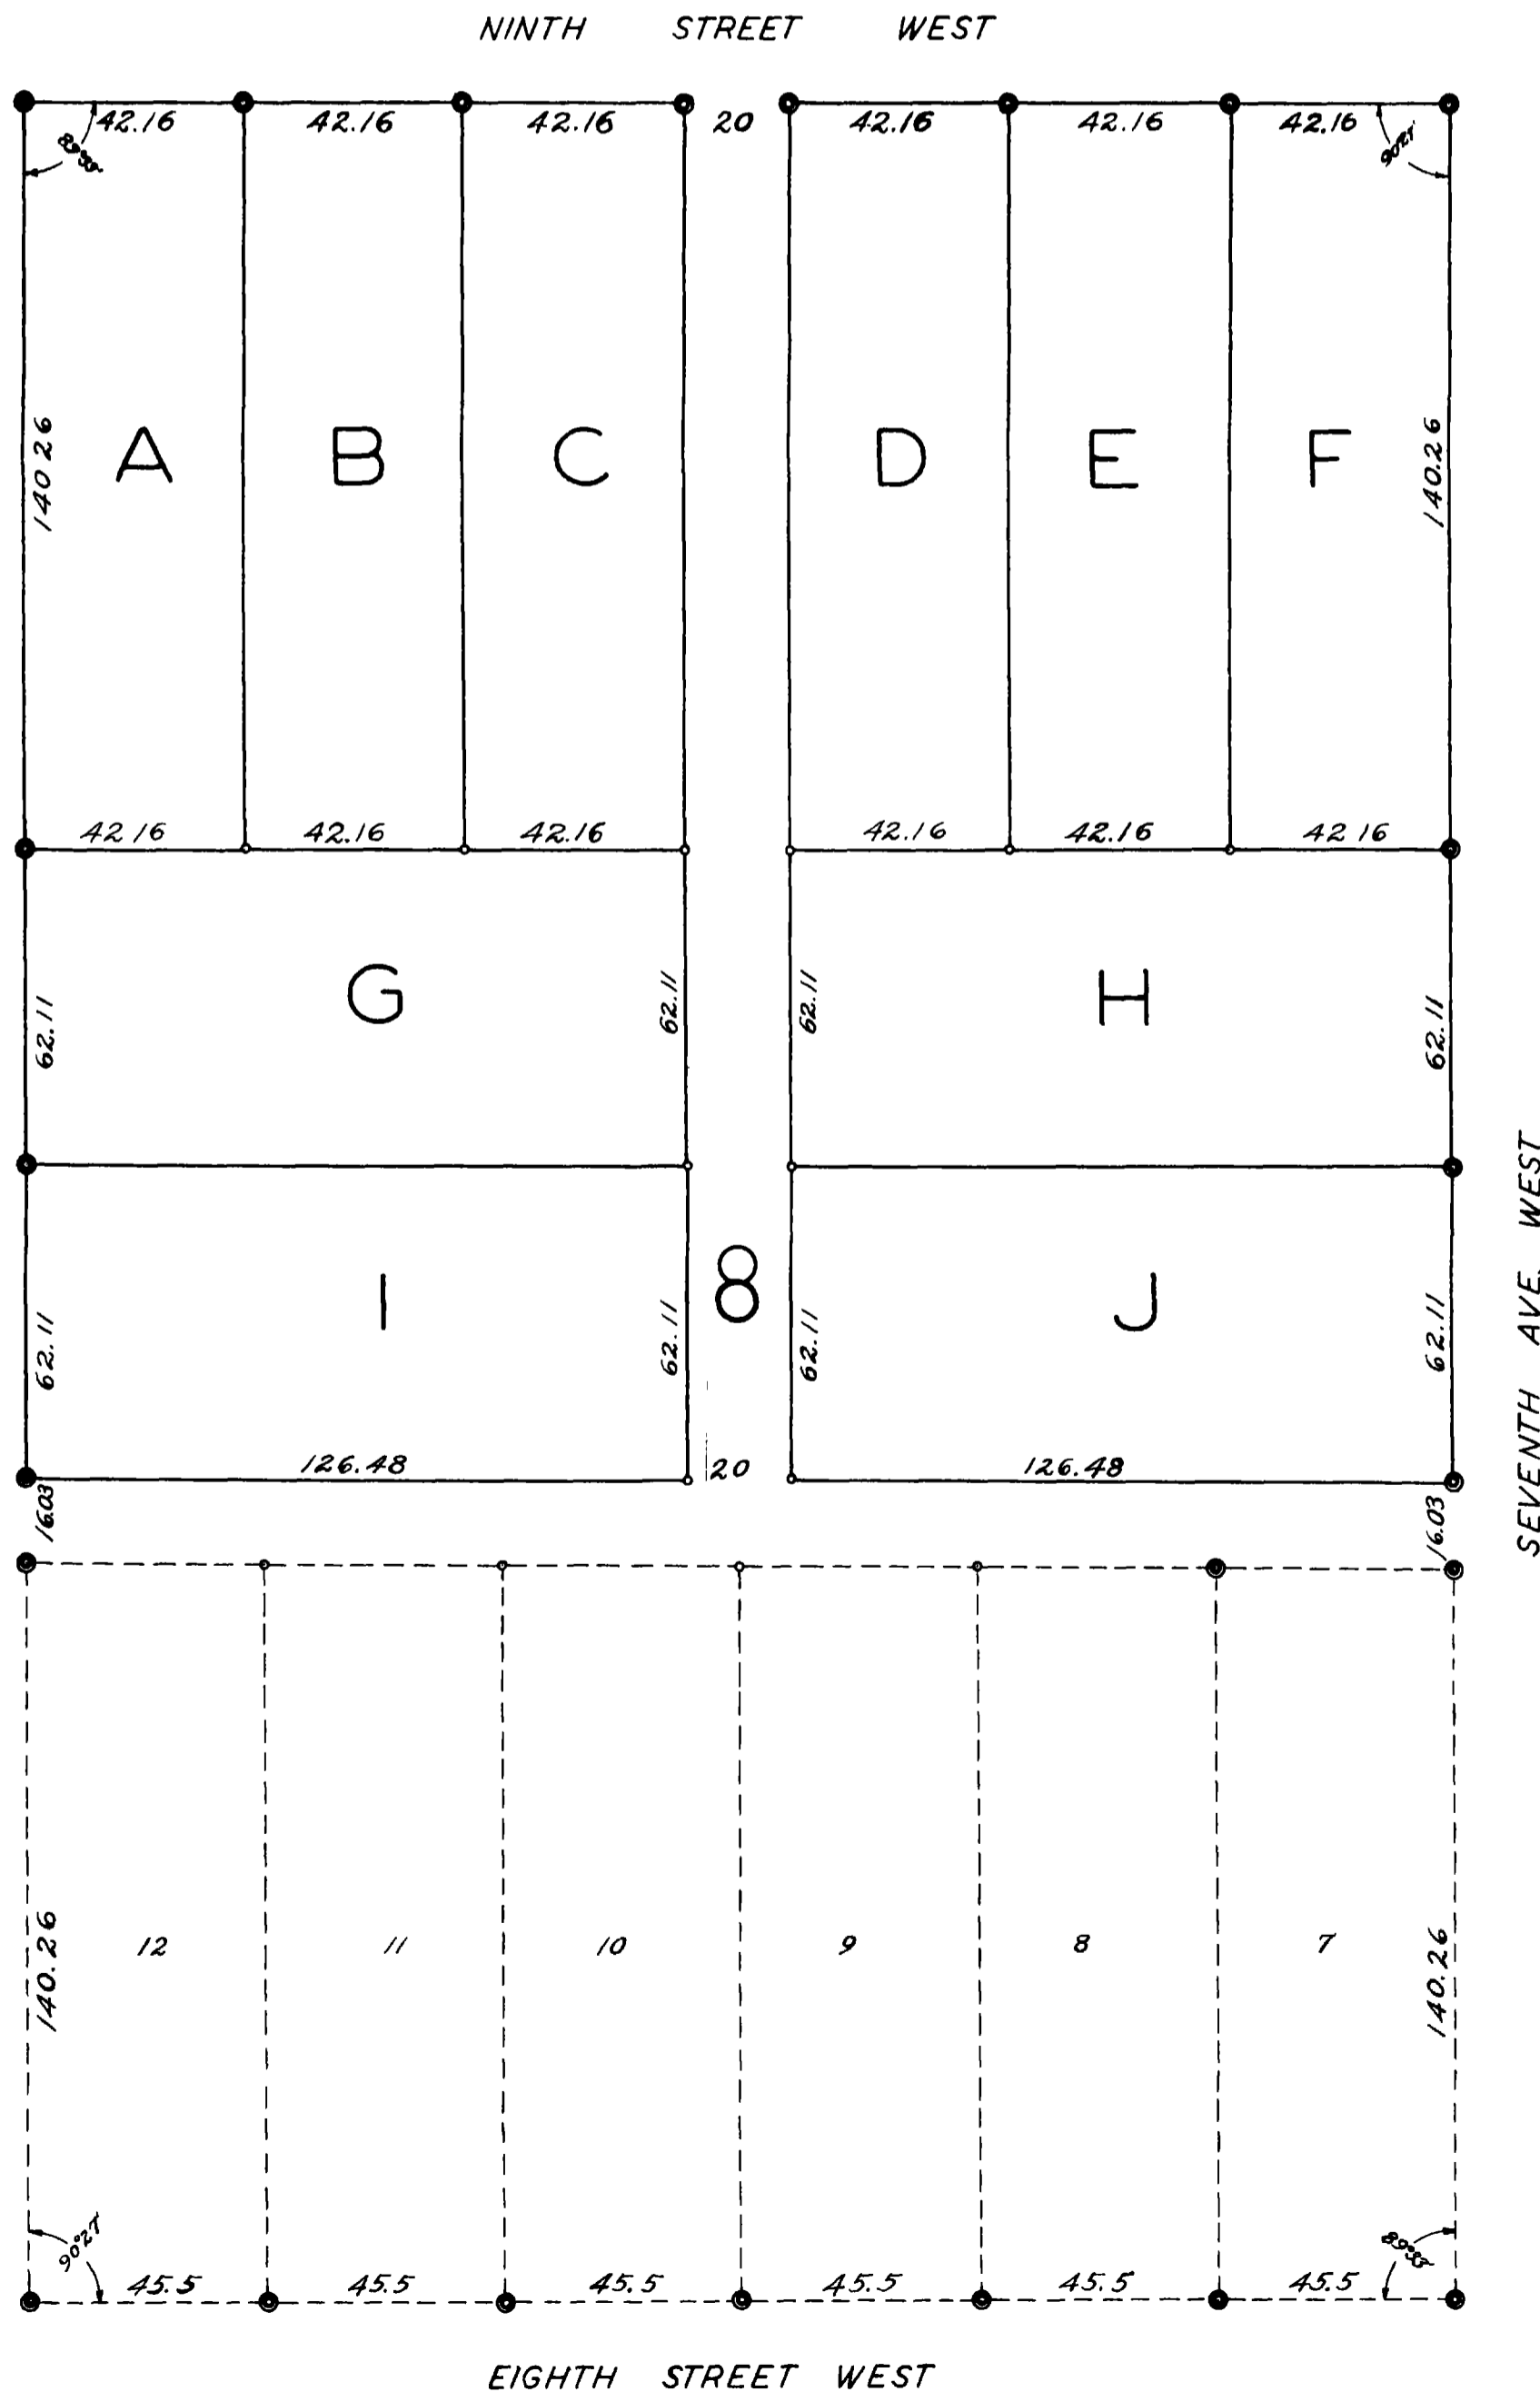 NINTH STREET WEST
42.16 42.16 42.16 20 42.16 42.16 42.16
140 26 A B C D E F 140.26
42 16 42.16 42.16 42.16 42.16 42 16
G H
62.11 62.11 62.11 62.11
SEVENTH AVE. WEST
I 8 J
62.11 62.11 62.11 62.11
126.48 20 126.48
16.03 16.03
140.26 12 11 10 9 8 7 140.26
90°27'
45.5 45.5 45.5 45.5 45.5 45.5
EIGHTH STREET WEST